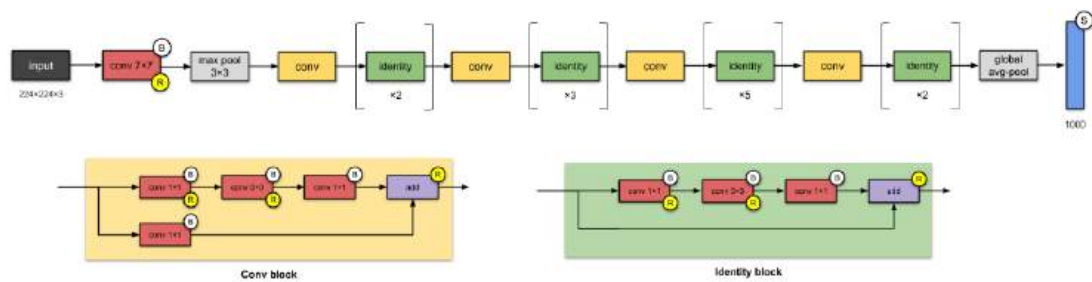 input
224×224×3
conv 7×7
B
R
max pool
3×3
conv
identity
×2
conv
identity
×3
conv
identity
×5
conv
identity
×2
global
avg-pool
S
1000
conv 1×1
B
R
conv 3×3
B
R
conv 1×1
B
add
R
conv 1×1
B
Conv block
conv 1×1
B
R
conv 3×3
B
R
conv 1×1
B
add
R
Identity block